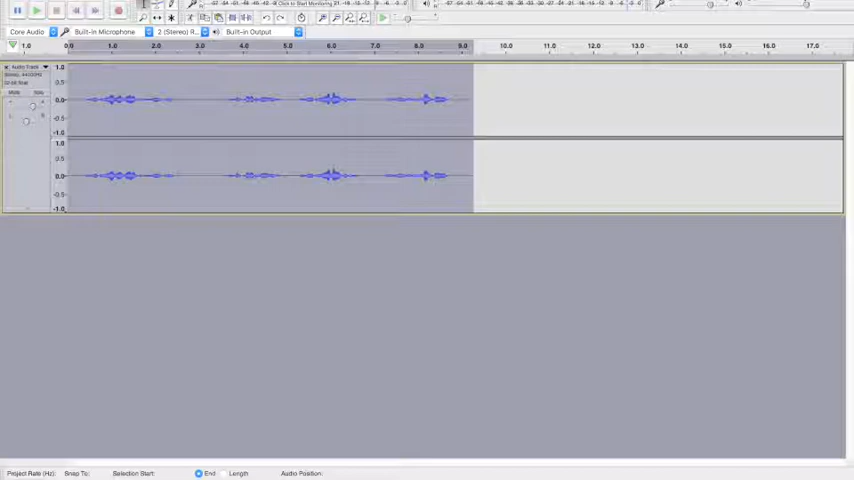 Click to Start Monitoring
Core Audio Built-in Microphone 2 (Stereo) R... Built-in Output
1.0 0.0 1.0 2.0 3.0 4.0 5.0 6.0 7.0 8.0 9.0 10.0 11.0 12.0 13.0 14.0 15.0 16.0 17.0
Audio Track 1.0
0.5
Mute Solo 0.0
L R -0.5
-1.0
1.0
0.5
0.0
-0.5
-1.0
Project Rate (Hz): Snap To: Selection Start: End Length Audio Position: